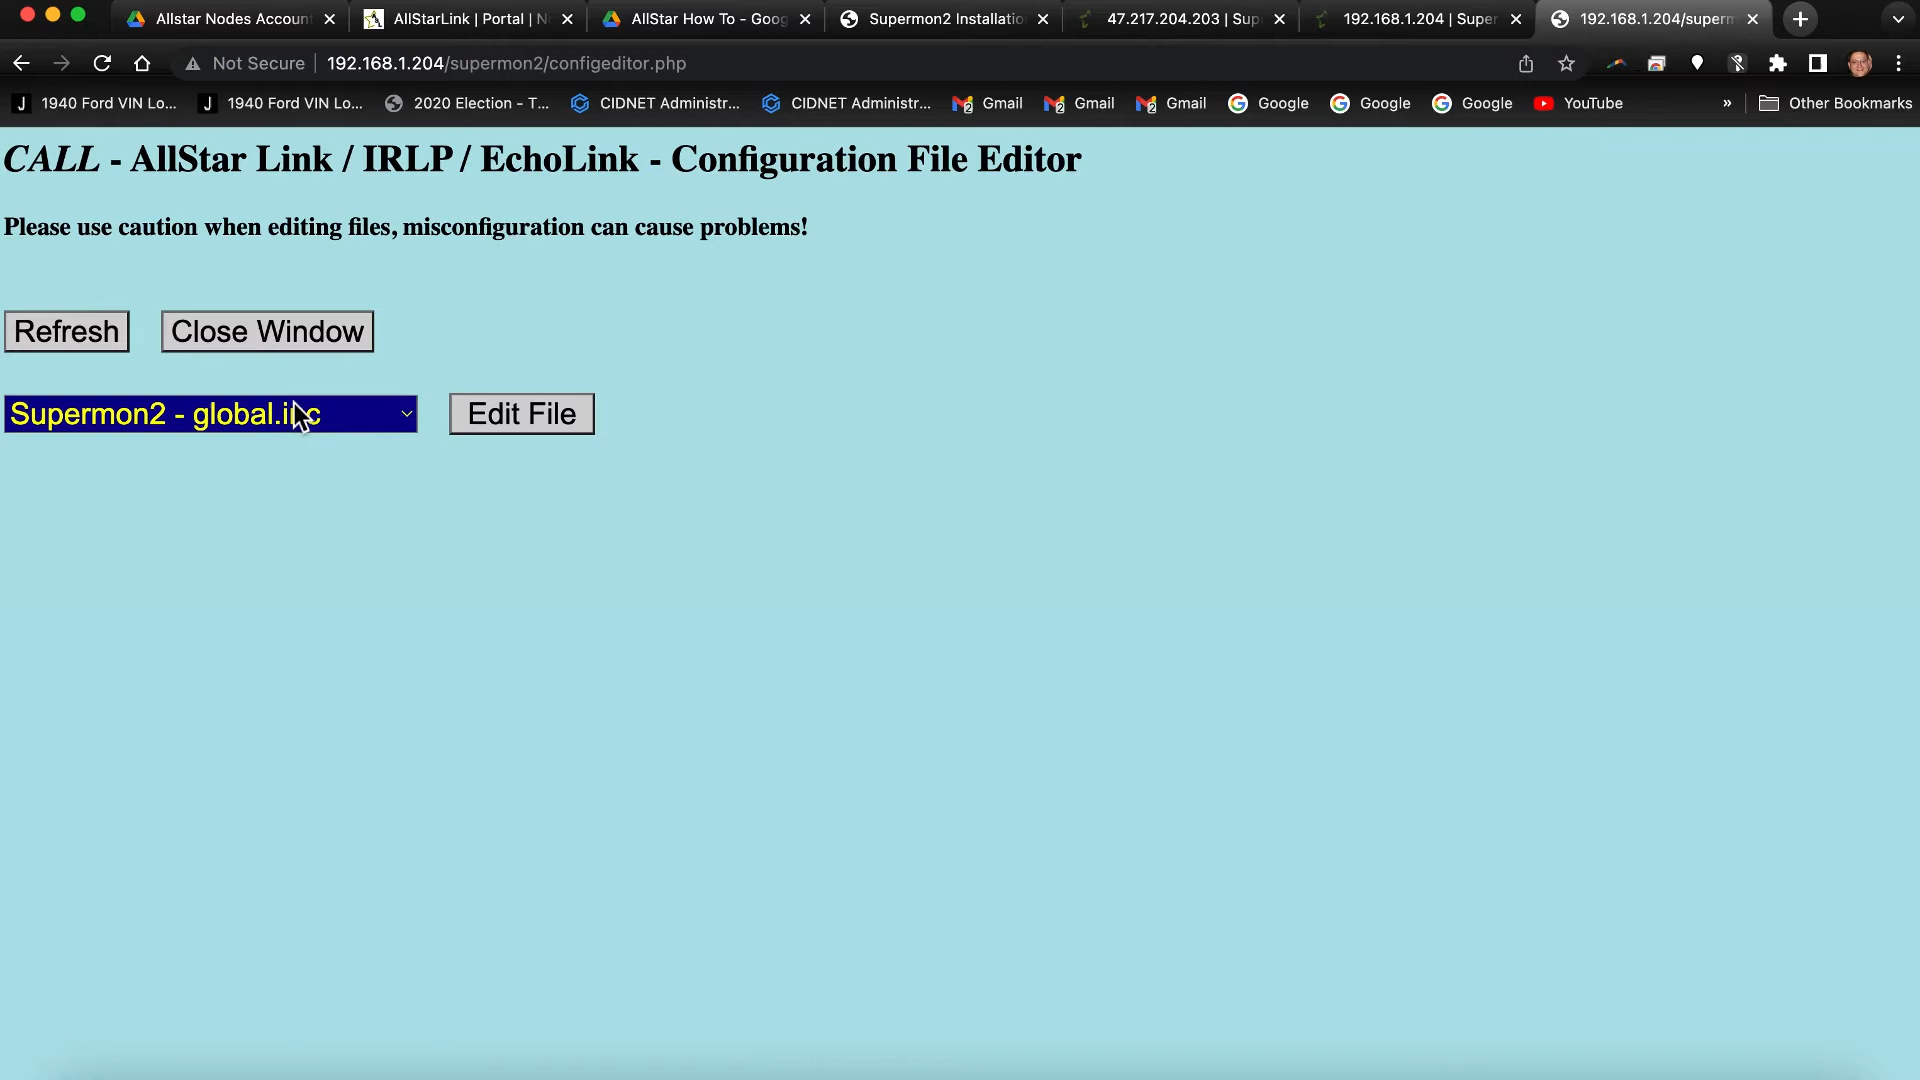 Allstar Nodes Accoun
AllStarLink | Portal | N
AllStar How To - Goog
Supermon2 Installatio
47.217.204.203 | Sup
192.168.1.204 | Super
192.168.1.204/superm
Not Secure
192.168.1.204/supermon2/configeditor.php
1940 Ford VIN Lo...
1940 Ford VIN Lo...
2020 Election - T...
CIDNET Administr...
CIDNET Administr...
Gmail
Gmail
Gmail
Google
Google
Google
YouTube
»
Other Bookmarks
CALL - AllStar Link / IRLP / EchoLink - Configuration File Editor
Please use caution when editing files, misconfiguration can cause problems!
Refresh
Close Window
Supermon2 - global.inc
Edit File